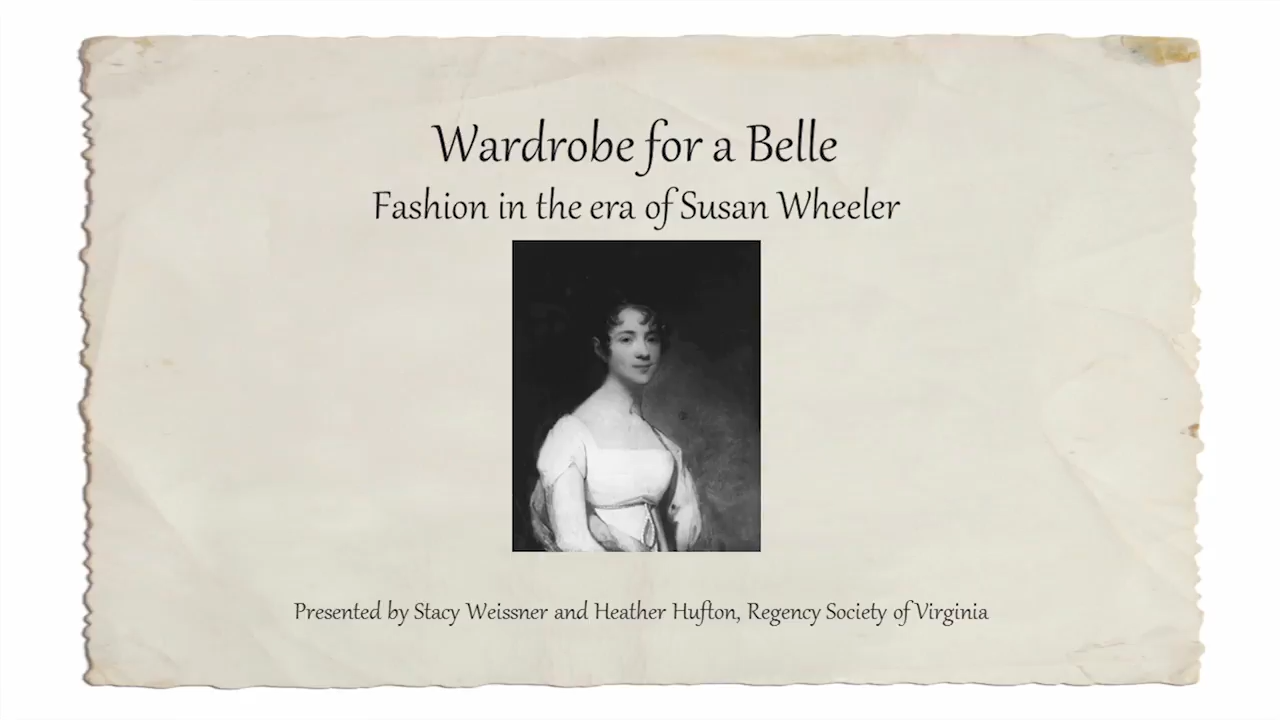 Wardrobe for a Belle
Fashion in the era of Susan Wheeler
Presented by Stacy Weissner and Heather Hufton, Regency Society of Virginia